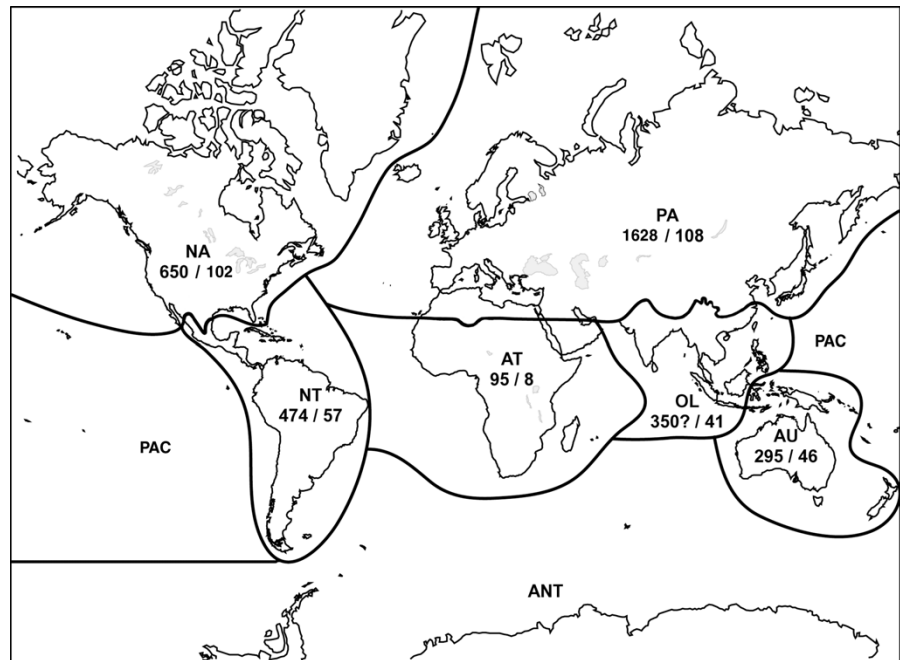 PA
1628 / 108
NA
650 / 102
PAC
AT
95 / 8
NT
474 / 57
OL
350? / 41
PAC
AU
295 / 46
ANT